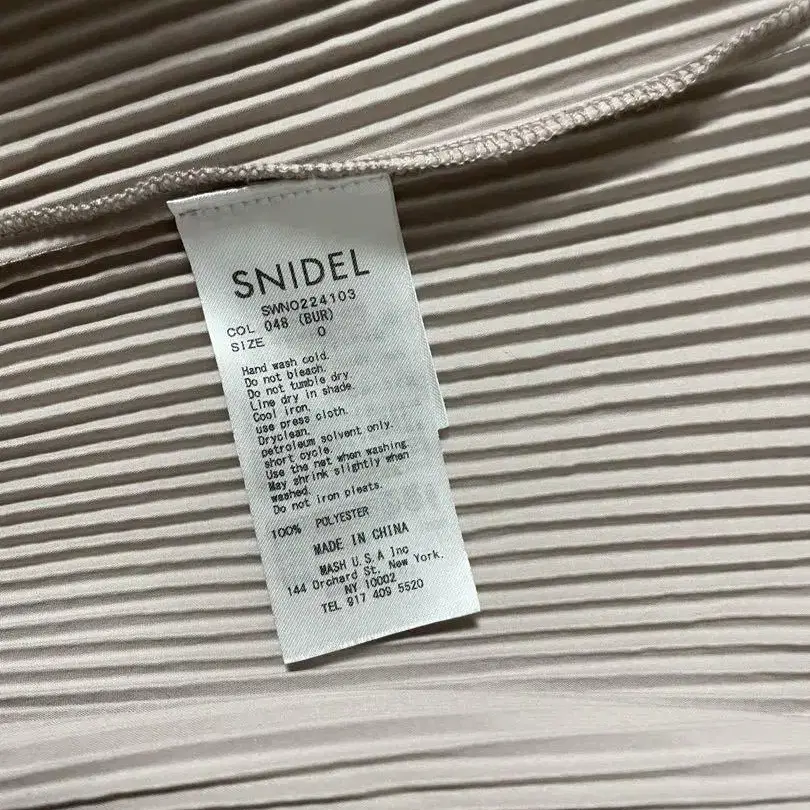 SNIDEL
SWNO224103
COL 048 (BUR)
SIZE 0
Hand wash cold.
Do not bleach.
Do not tumble dry
Line dry in shade.
Cool iron.
use press cloth.
Dryclean.
petroleum solvent only.
short cycle
Use the net when washing
May shrink slightly when
washed.
Do not iron pleats.
100% POLYESTER
MADE IN CHINA
MASH U.S.A Inc
144 Orchard St. New York.
NY 10002
TEL 917 409 5520